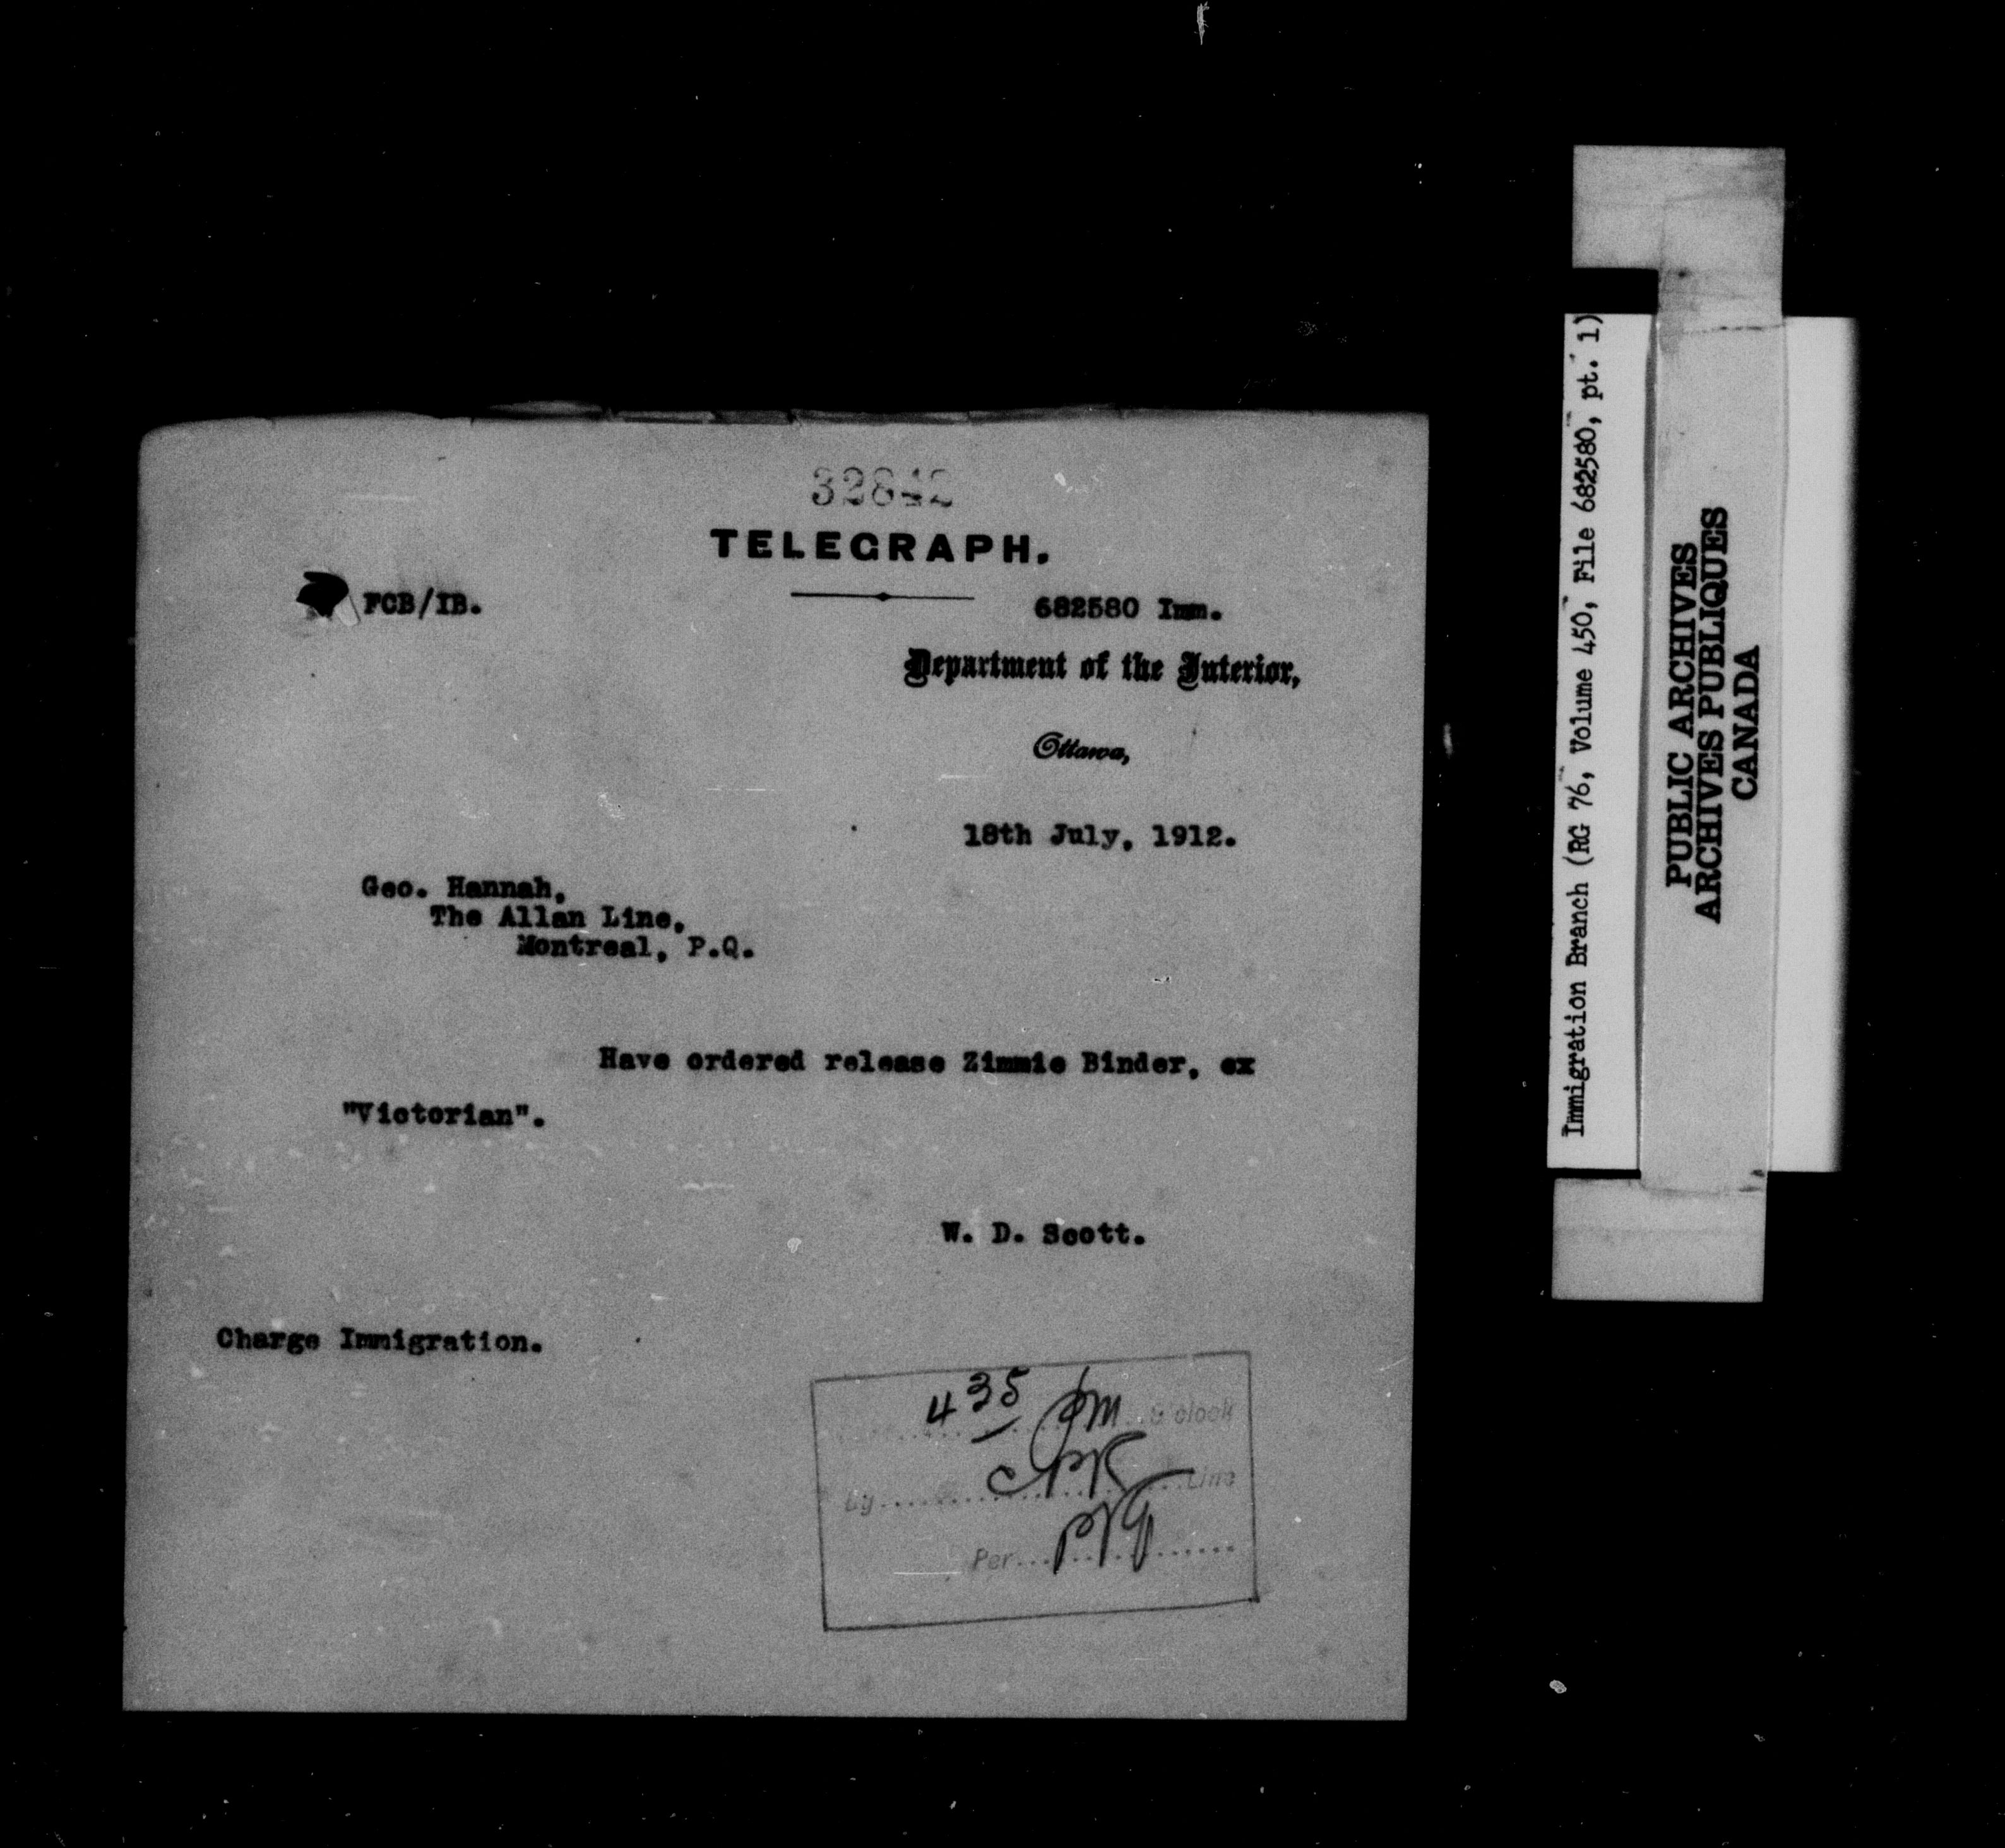 32842
TELEGRAPH.
FCB/IB.
682580 Imm.
Department of the Interior,
Ottawa,
18th July, 1912.
Geo. Hannah,
The Allan Line,
Montreal, P.Q.
Have ordered release Zimmie Binder, ex
"Victorian".
W. D. Scott.
Charge Immigration.
4 35 pm o'clock
By CPR Line
Per
Immigration Branch (RG 76, Volume 450, File 682580, pt. 1)
PUBLIC ARCHIVES
ARCHIVES PUBLIQUES
CANADA